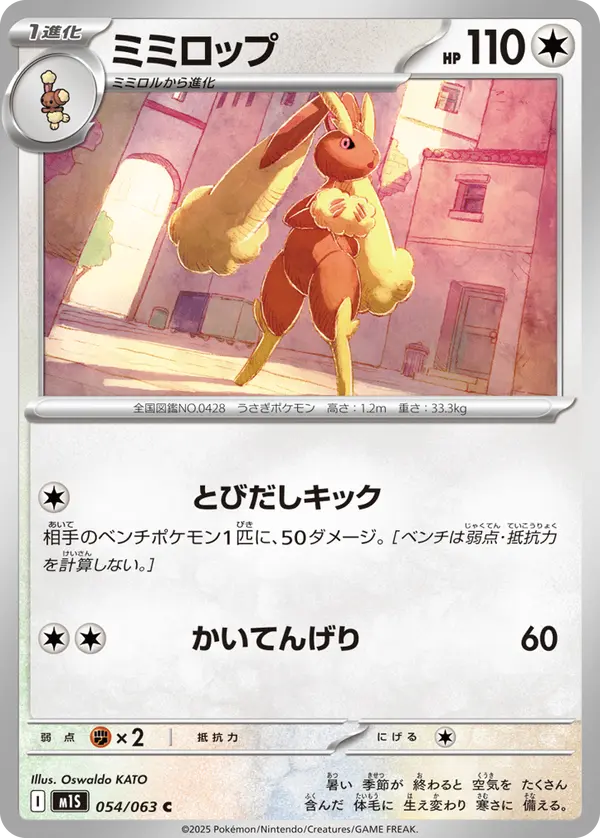 1進化
ミミロップ
HP 110
ミミロルから進化
全国図鑑NO.0428 うさぎポケモン 高さ:1.2m 重さ:33.3kg
とびだしキック
相手のベンチポケモン1匹に、50ダメージ。[ベンチは弱点・抵抗力
を計算しない。]
かいてんげり 60
弱点 ×2 抵抗力 にげる
Illus. Oswaldo KATO
I M1S 054/063 C
暑い 季節が 終わると 空気を たくさん
含んだ 体毛に 生え変わり 寒さに 備える。
©2025 Pokémon/Nintendo/Creatures/GAME FREAK.